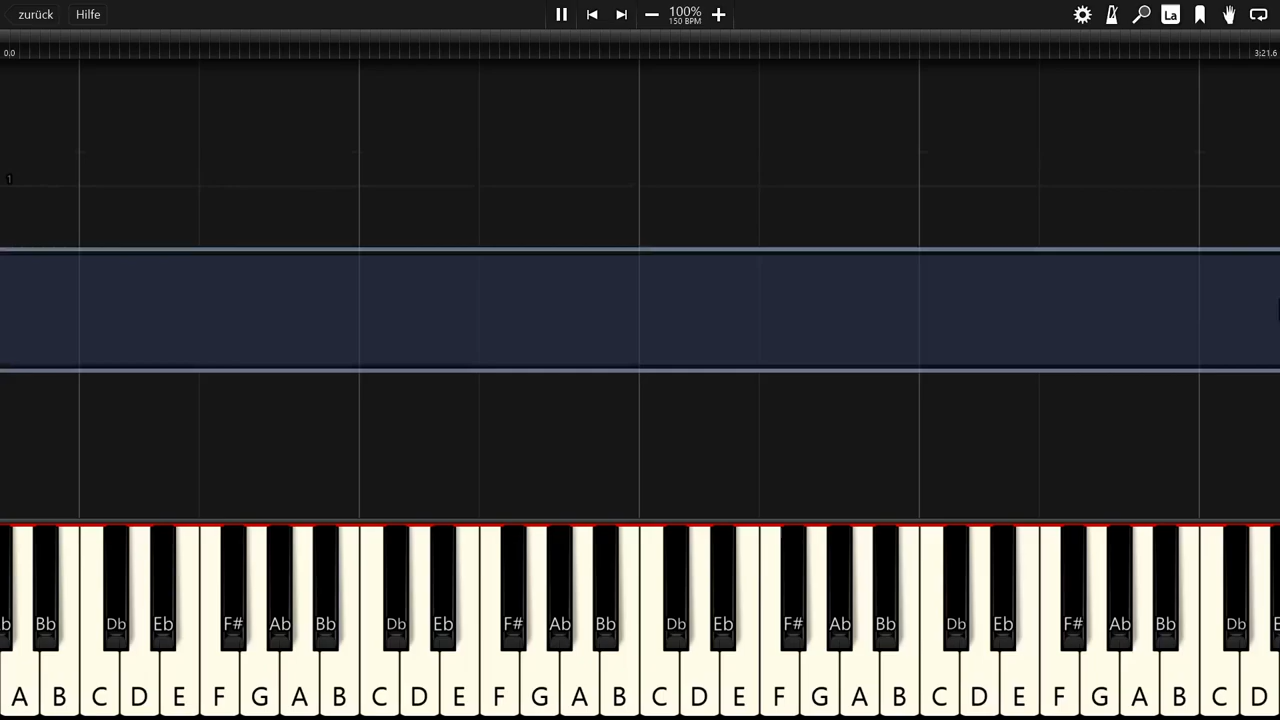 zurück Hilfe 100% La
150 BPM
0,0 3:21.6
1
b Bb Db Eb F# Ab Bb Db Eb F# Ab Bb Db Eb F# Ab Bb Db Eb F# Ab Bb Db E
A B C D E F G A B C D E F G A B C D E F G A B C D E F G A B C D